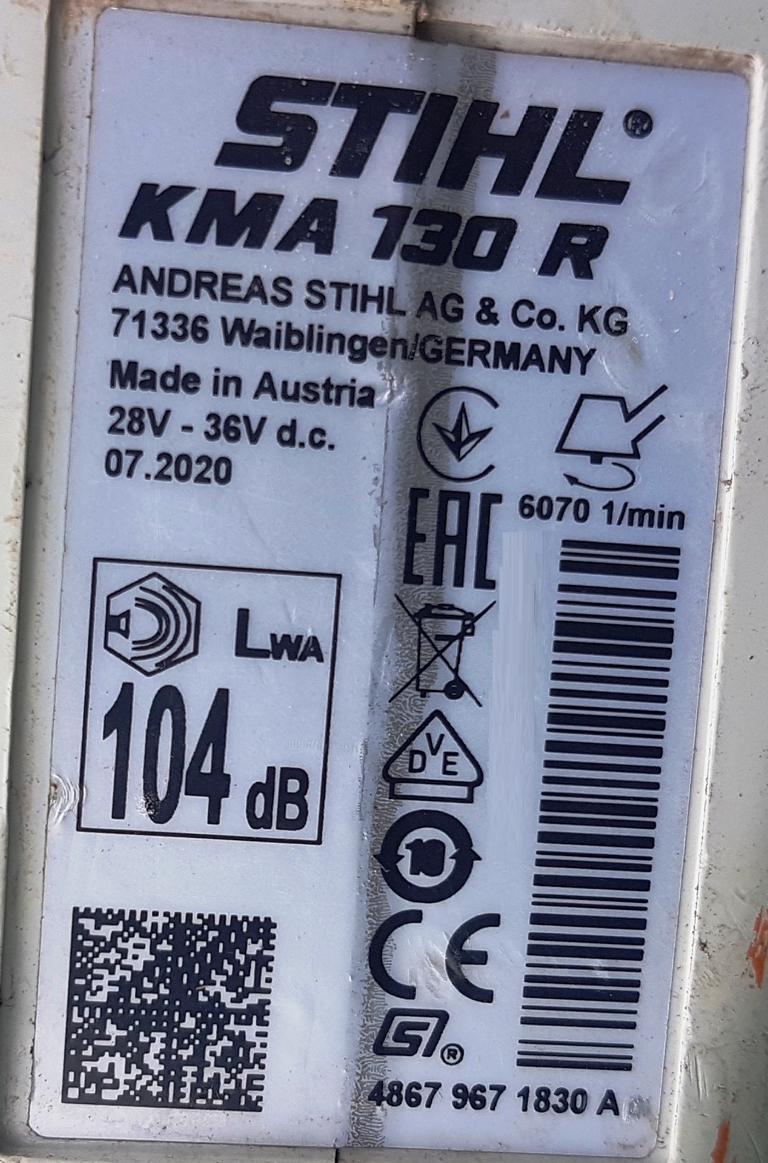 STIHL®
KMA 130 R
ANDREAS STIHL AG & Co. KG
71336 Waiblingen/GERMANY
Made in Austria
28V - 36V d.c.
07.2020
6070 1/min
EAC
LWA
104 dB
DVE
10
CE
G®
4867 967 1830 A